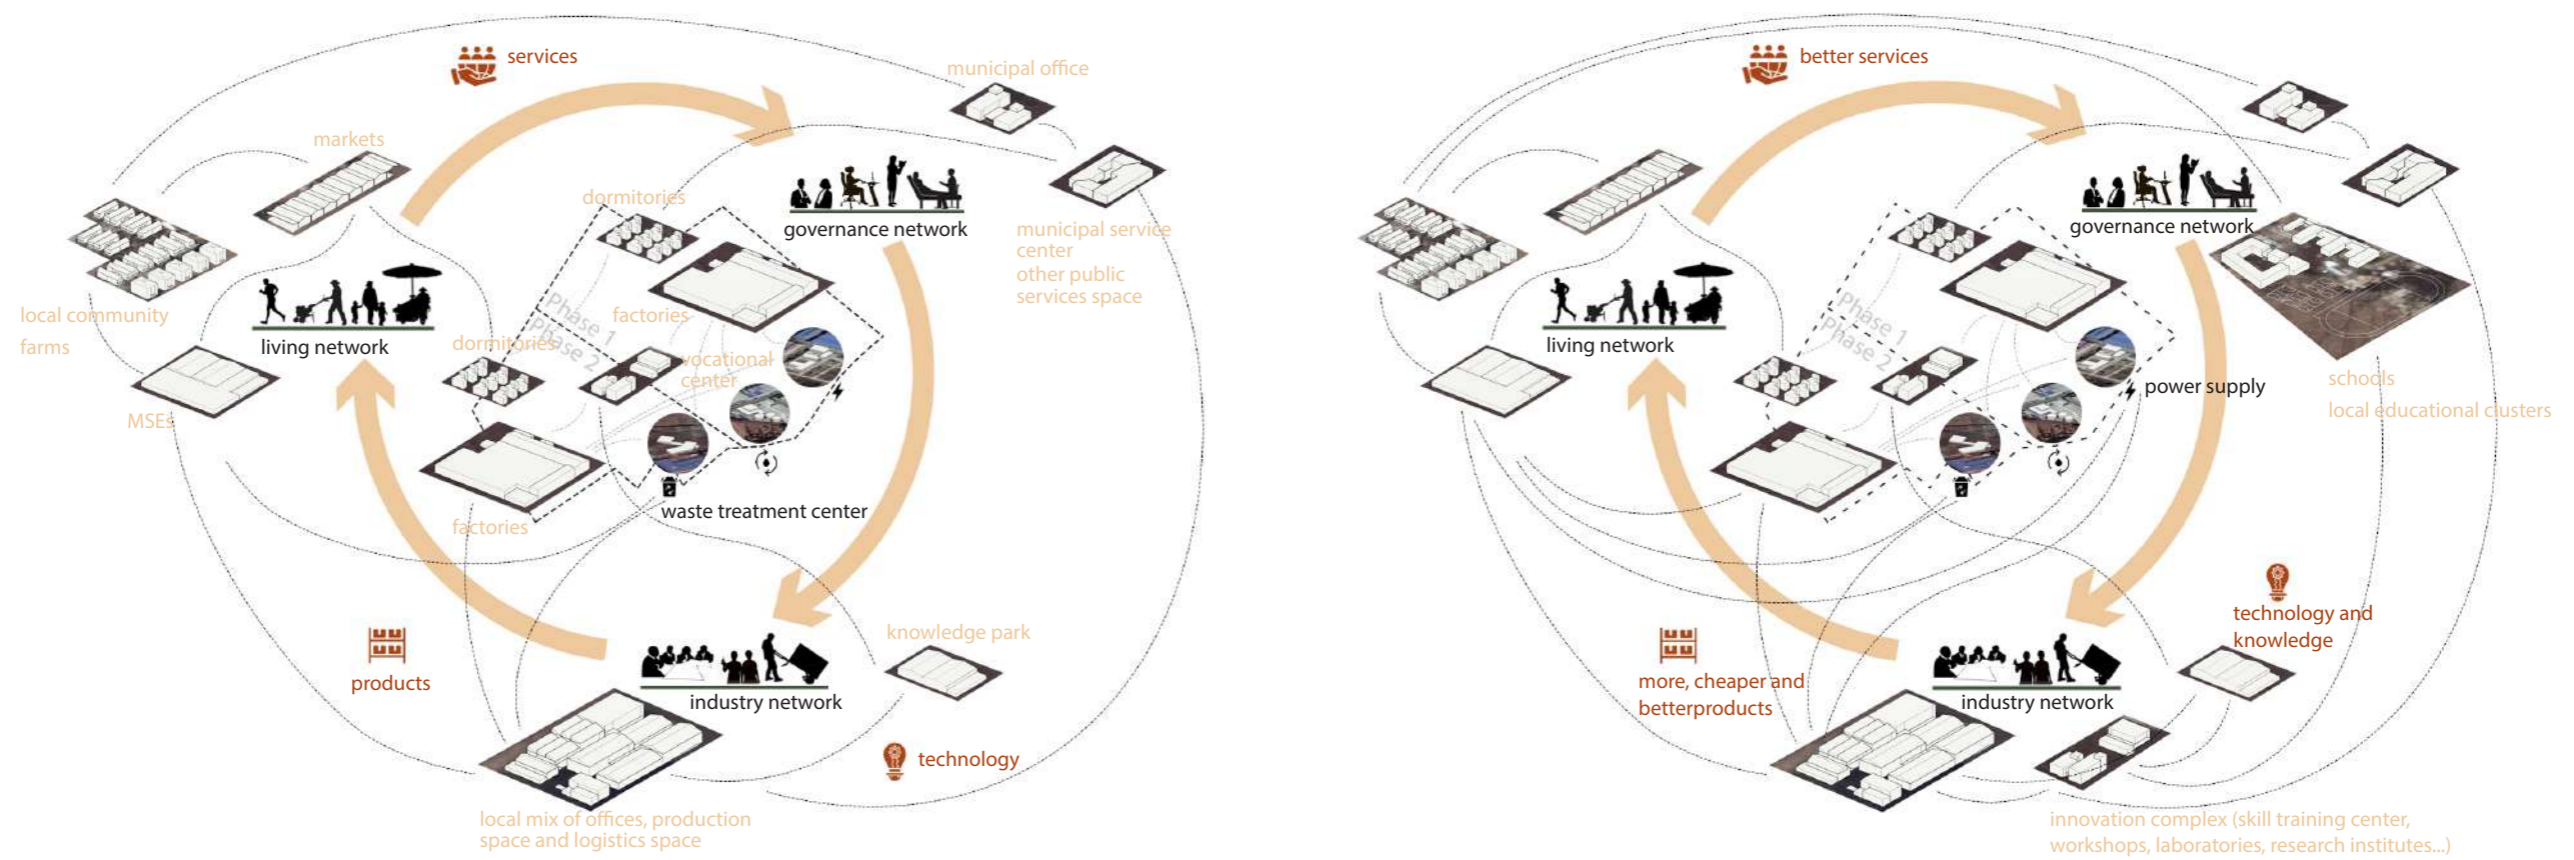 services
municipal office
markets
dormitories
governance network
municipal service
center
other public
services space
local community
farms
living network
Phase 1
Phase 2
factories
dormitories
vocational
center
MSEs
factories
waste treatment center
products
knowledge park
industry network
technology
local mix of offices, production
space and logistics space
better services
governance network
living network
Phase 1
Phase 2
power supply
schools
local educational clusters
technology and
knowledge
more, cheaper and
betterproducts
industry network
innovation complex (skill training center,
workshops, laboratories, research institutes...)